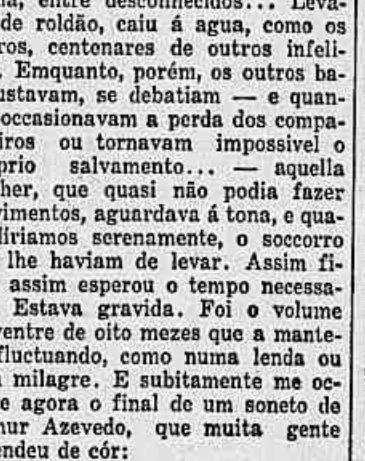 entre desconhecidos... Leva-
de roldão, caiu á agua, como os
ros, centenares de outros infeli-
. Emquanto, porém, os outros ba-
ustavam, se debatiam — e quan-
occasionavam a perda dos compa-
iros ou tornavam impossivel o
prio salvamento... — aquella
lher, que quasi não podia fazer
vimentos, aguardava á tona, e qua-
diriamos serenamente, o soccorro
lhe haviam de levar. Assim fi-
assim esperou o tempo necessa-
Estava gravida. Foi o volume
ventre de oito mezes que a mante-
fluctuando, como numa lenda ou
milagre. E subitamente me oc-
e agora o final de um soneto de
hur Azevedo, que muita gente
endeu de cór: